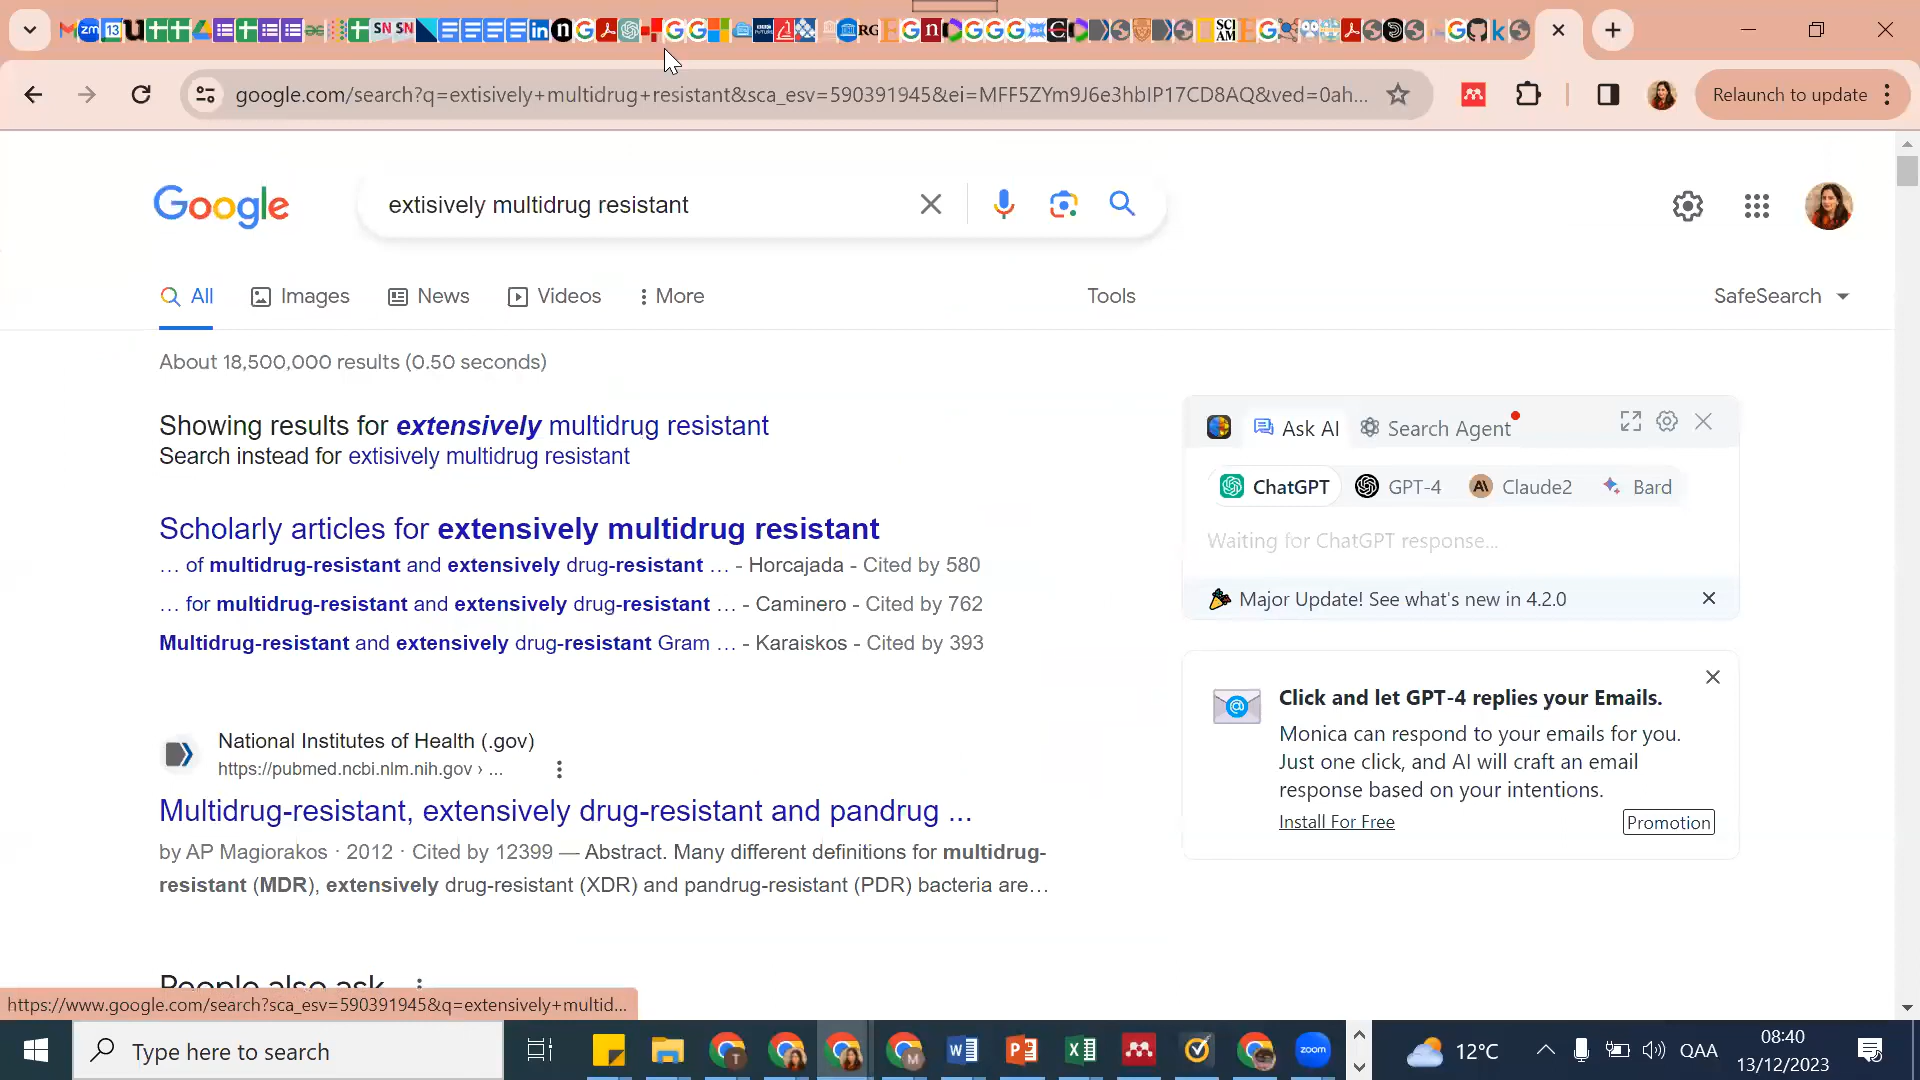 google.com/search?q=extisively+multidrug+resistant&sca_esv=590391945&ei=MFF5ZYm9J6e3hbIP17CD8AQ&ved=0ah...
Relaunch to update
Google
extisively multidrug resistant
All
Images
News
Videos
More
Tools
SafeSearch
About 18,500,000 results (0.50 seconds)
Showing results for extensively multidrug resistant
Search instead for extisively multidrug resistant
Scholarly articles for extensively multidrug resistant
… of multidrug-resistant and extensively drug-resistant … - Horcajada - Cited by 580
… for multidrug-resistant and extensively drug-resistant … - Caminero - Cited by 762
Multidrug-resistant and extensively drug-resistant Gram … - Karaiskos - Cited by 393
National Institutes of Health (.gov)
https://pubmed.ncbi.nlm.nih.gov › ...
Multidrug-resistant, extensively drug-resistant and pandrug ...
by AP Magiorakos · 2012 · Cited by 12399 — Abstract. Many different definitions for multidrug-
resistant (MDR), extensively drug-resistant (XDR) and pandrug-resistant (PDR) bacteria are…
People also ask
Ask AI
Search Agent
ChatGPT
GPT-4
Claude2
Bard
Waiting for ChatGPT response...
Major Update! See what's new in 4.2.0
Click and let GPT-4 replies your Emails.
Monica can respond to your emails for you.
Just one click, and AI will craft an email
response based on your intentions.
Install For Free
Promotion
https://www.google.com/search?sca_esv=590391945&q=extensively+multid...
Type here to search
zoom
12°C
QAA
08:40
13/12/2023